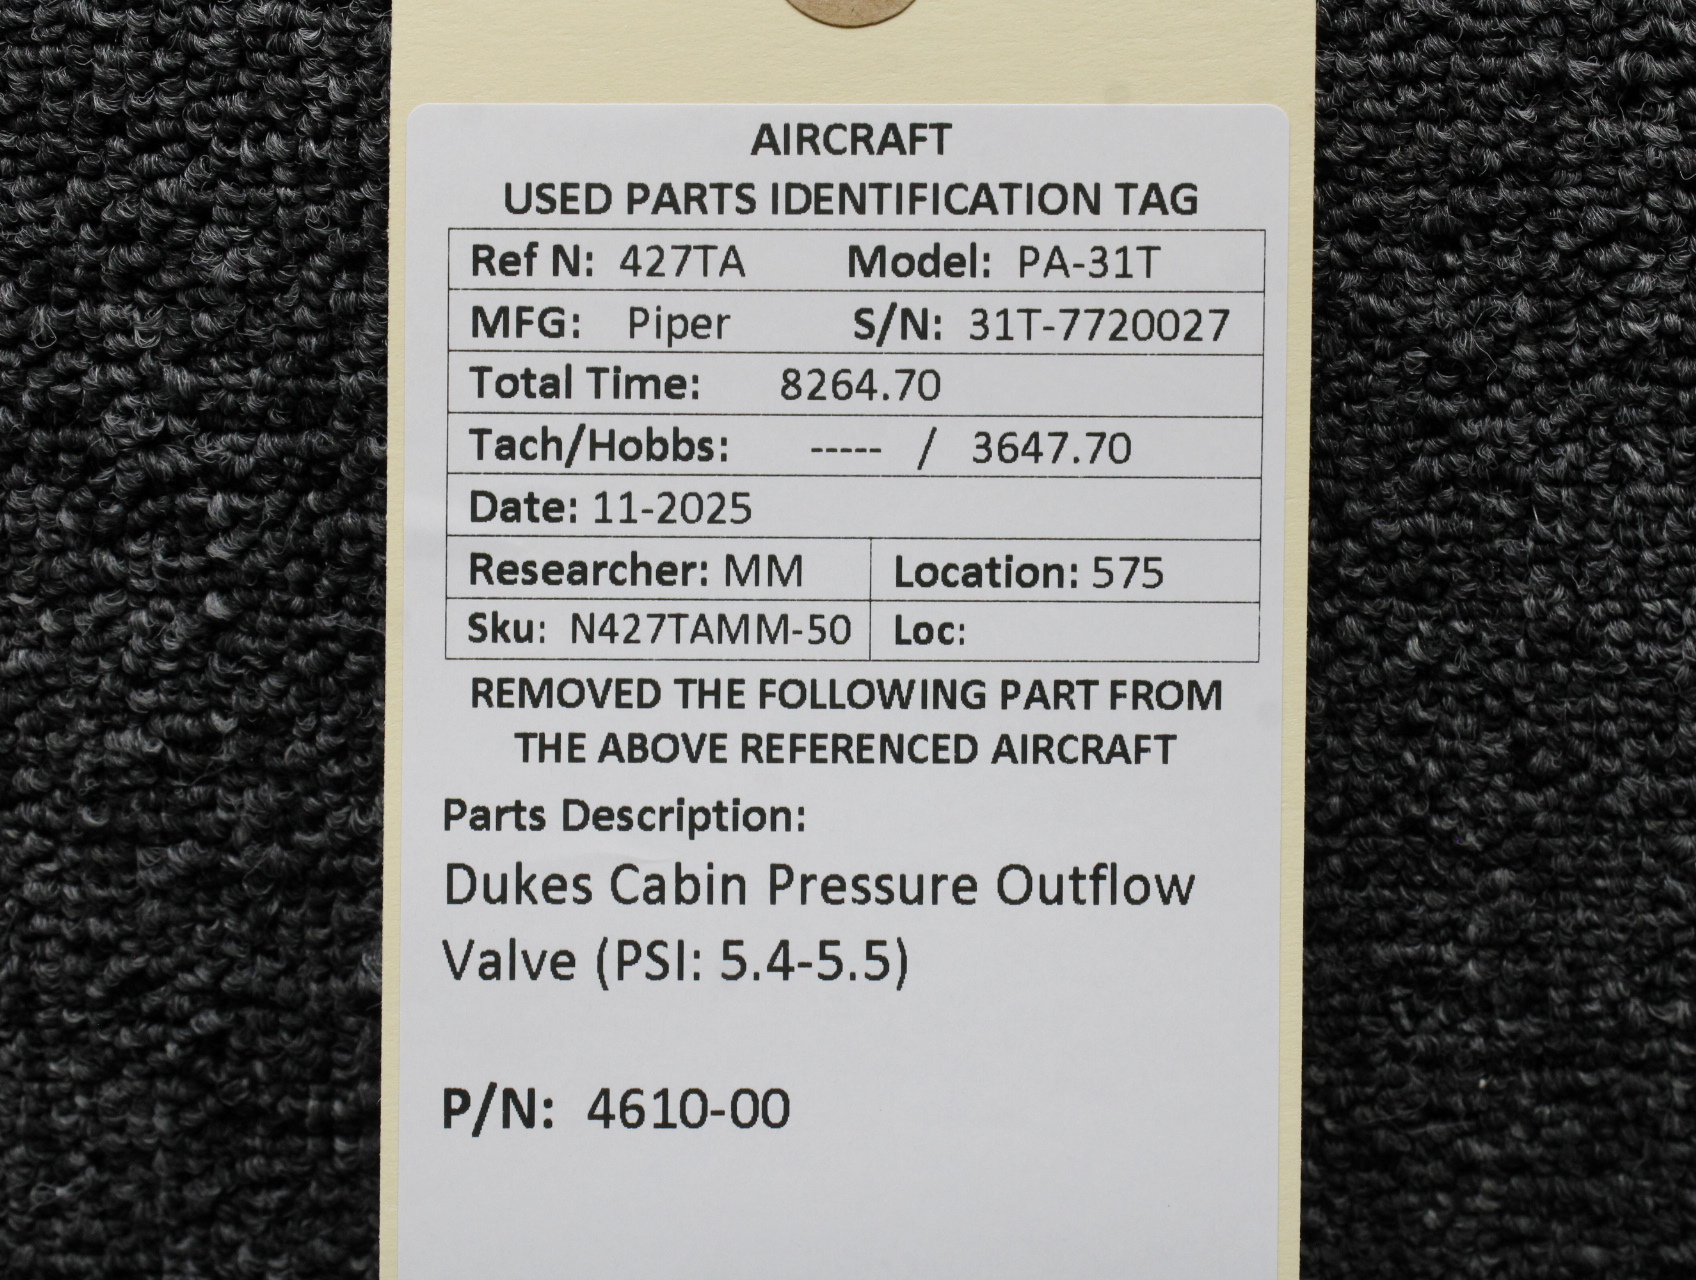 AIRCRAFT
USED PARTS IDENTIFICATION TAG
Ref N: 427TA Model: PA-31T
MFG: Piper S/N: 31T-7720027
Total Time: 8264.70
Tach/Hobbs: ----- / 3647.70
Date: 11-2025
Researcher: MM Location: 575
Sku: N427TAMM-50 Loc:
REMOVED THE FOLLOWING PART FROM
THE ABOVE REFERENCED AIRCRAFT
Parts Description:
Dukes Cabin Pressure Outflow
Valve (PSI: 5.4-5.5)
P/N: 4610-00